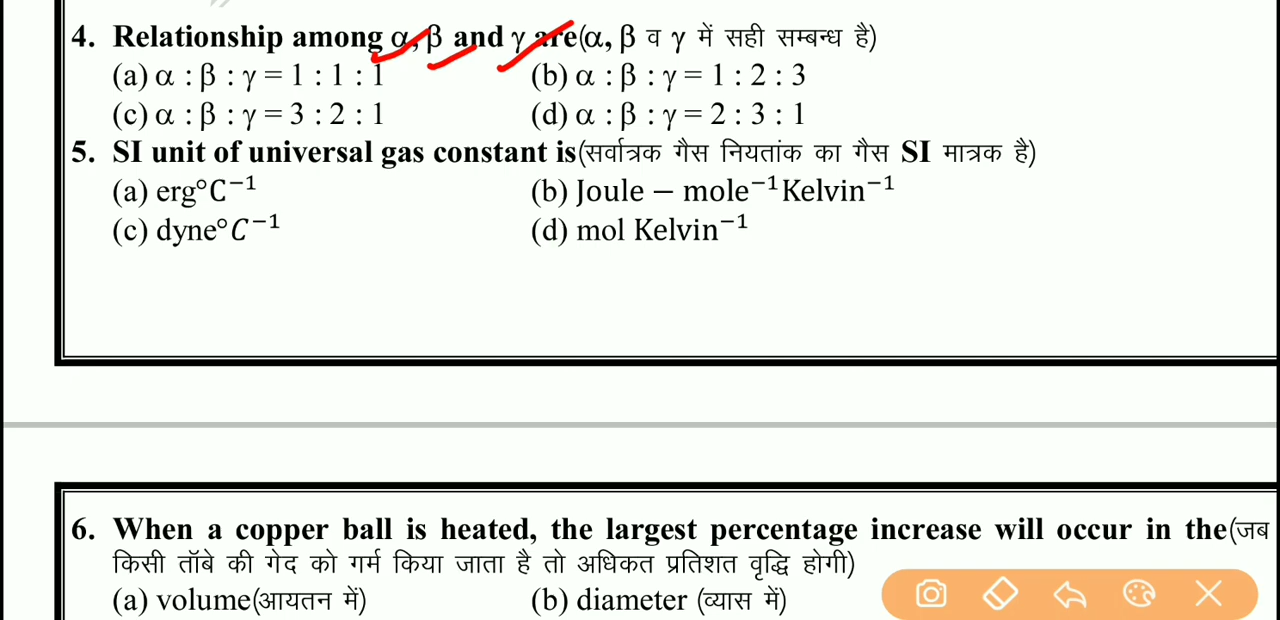 4. Relationship among α, β and γ are(α, β व γ में सही सम्बन्ध है)
(a) α : β : γ = 1 : 1 : 1 (b) α : β : γ = 1 : 2 : 3
(c) α : β : γ = 3 : 2 : 1 (d) α : β : γ = 2 : 3 : 1
5. SI unit of universal gas constant is(सर्वात्रक गैस नियतांक का गैस SI मात्रक है)
(a) erg°C⁻¹ (b) Joule – mole⁻¹Kelvin⁻¹
(c) dyne°C⁻¹ (d) mol Kelvin⁻¹
6. When a copper ball is heated, the largest percentage increase will occur in the(जब
किसी ताॅबे की गेद को गर्म किया जाता है तो अधिकत प्रतिशत वृद्धि होगी)
(a) volume(आयतन में) (b) diameter (व्यास में)